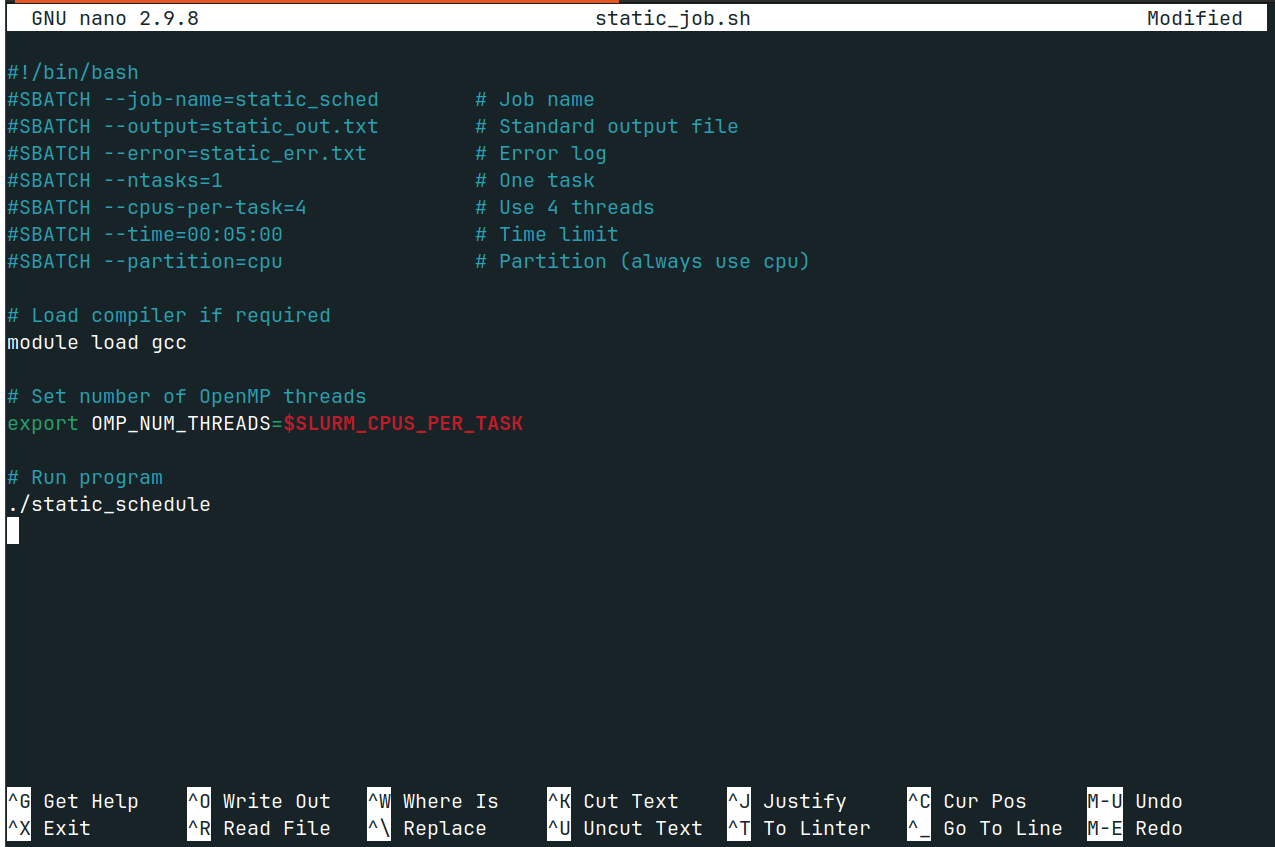 GNU nano 2.9.8 static_job.sh Modified
#!/bin/bash
#SBATCH --job-name=static_sched # Job name
#SBATCH --output=static_out.txt # Standard output file
#SBATCH --error=static_err.txt # Error log
#SBATCH --ntasks=1 # One task
#SBATCH --cpus-per-task=4 # Use 4 threads
#SBATCH --time=00:05:00 # Time limit
#SBATCH --partition=cpu # Partition (always use cpu)
# Load compiler if required
module load gcc
# Set number of OpenMP threads
export OMP_NUM_THREADS=$SLURM_CPUS_PER_TASK
# Run program
./static_schedule
^G Get Help ^O Write Out ^W Where Is ^K Cut Text ^J Justify ^C Cur Pos M-U Undo
^X Exit ^R Read File ^\ Replace ^U Uncut Text ^T To Linter ^_ Go To Line M-E Redo